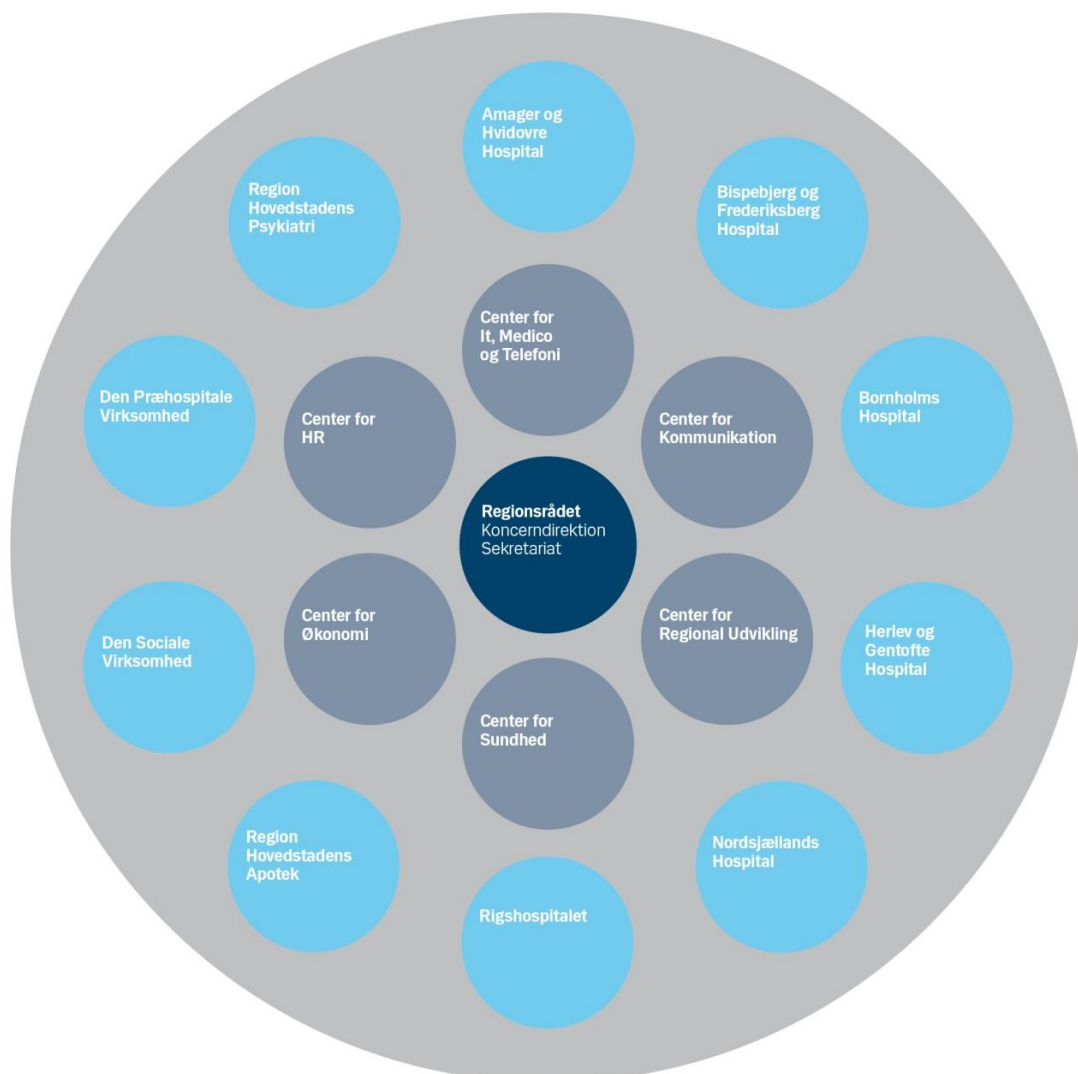 Amager og
Hvidovre
Hospital
Region
Hovedstadens
Psykiatri
Bispebjerg og
Frederiksberg
Hospital
Center for
It, Medico
og Telefoni
Den Præhospitale
Virksomhed
Center for
HR
Center for
Kommunikation
Bornholms
Hospital
Regionsrådet
Koncerndirektion
Sekretariat
Den Sociale
Virksomhed
Center for
Økonomi
Center for
Regional Udvikling
Herlev og
Gentofte
Hospital
Center for
Sundhed
Region
Hovedstadens
Apotek
Rigshospitalet
Nordsjællands
Hospital